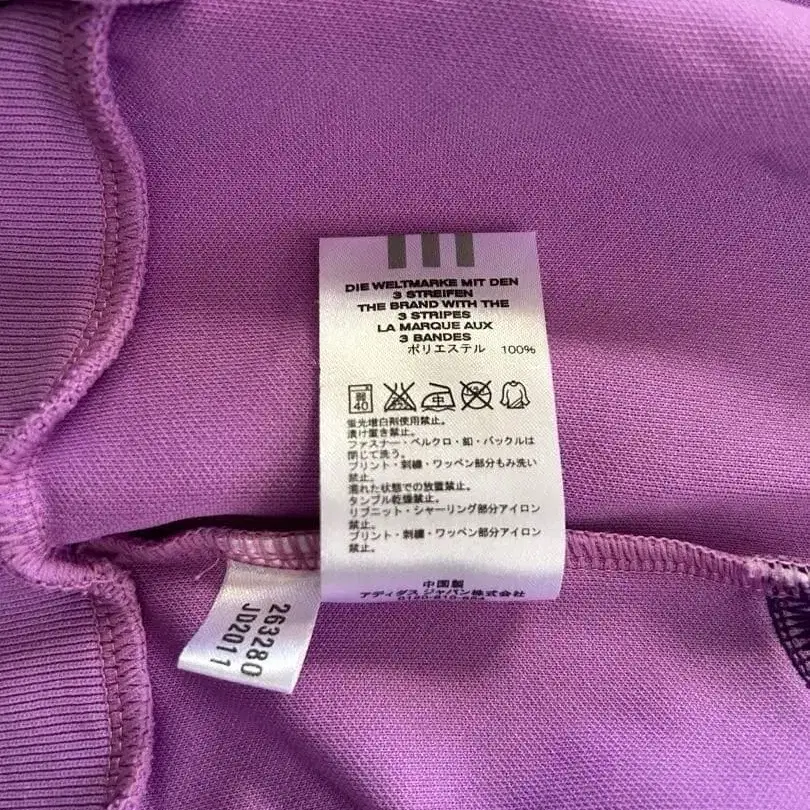 DIE WELTMARKE MIT DEN
3 STREIFEN
THE BRAND WITH THE
3 STRIPES
LA MARQUE AUX
3 BANDES
ポリエステル 100%
弱
40
中
蛍光増白剤使用禁止。
漬け置き禁止。
ファスナー・ベルクロ・釦・バックルは
閉じて洗う。
プリント・刺繍・ワッペン部分もみ洗い
禁止。
濡れた状態での放置禁止。
タンブル乾燥禁止。
リブニット・シャーリング部分アイロン
禁止。
プリント・刺繍・ワッペン部分アイロン
禁止。
中国製
アディダス ジャパン株式会社
263280
JD2011